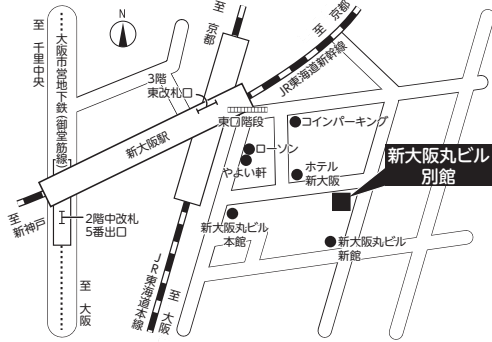 至 千里中央
大阪市営地下鉄(御堂筋線)
N
至 京都
至 京都
JR東海道新幹線
3階
東改札口
新大阪駅
東口階段
コインパーキング
ローソン
やよい軒
ホテル
新大阪
新大阪丸ビル
別館
至 新神戸
2階中改札
5番出口
新大阪丸ビル
本館
新大阪丸ビル
新館
至 大阪
JR東海道本線
至 大阪